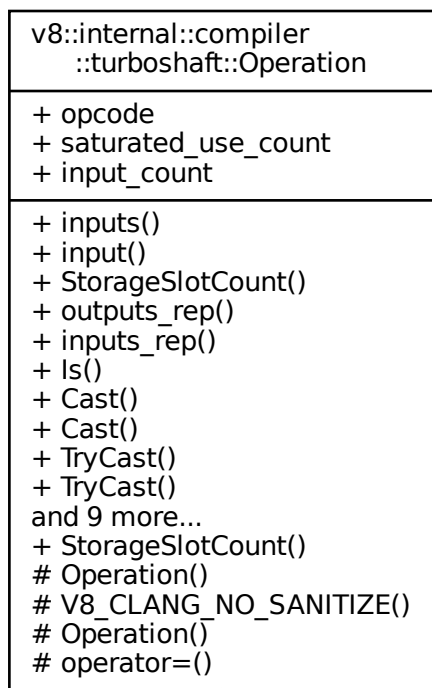 v8::internal::compiler
::turboshaft::Operation
+ opcode
+ saturated_use_count
+ input_count
+ inputs()
+ input()
+ StorageSlotCount()
+ outputs_rep()
+ inputs_rep()
+ Is()
+ Cast()
+ Cast()
+ TryCast()
+ TryCast()
and 9 more...
+ StorageSlotCount()
# Operation()
# V8_CLANG_NO_SANITIZE()
# Operation()
# operator=()